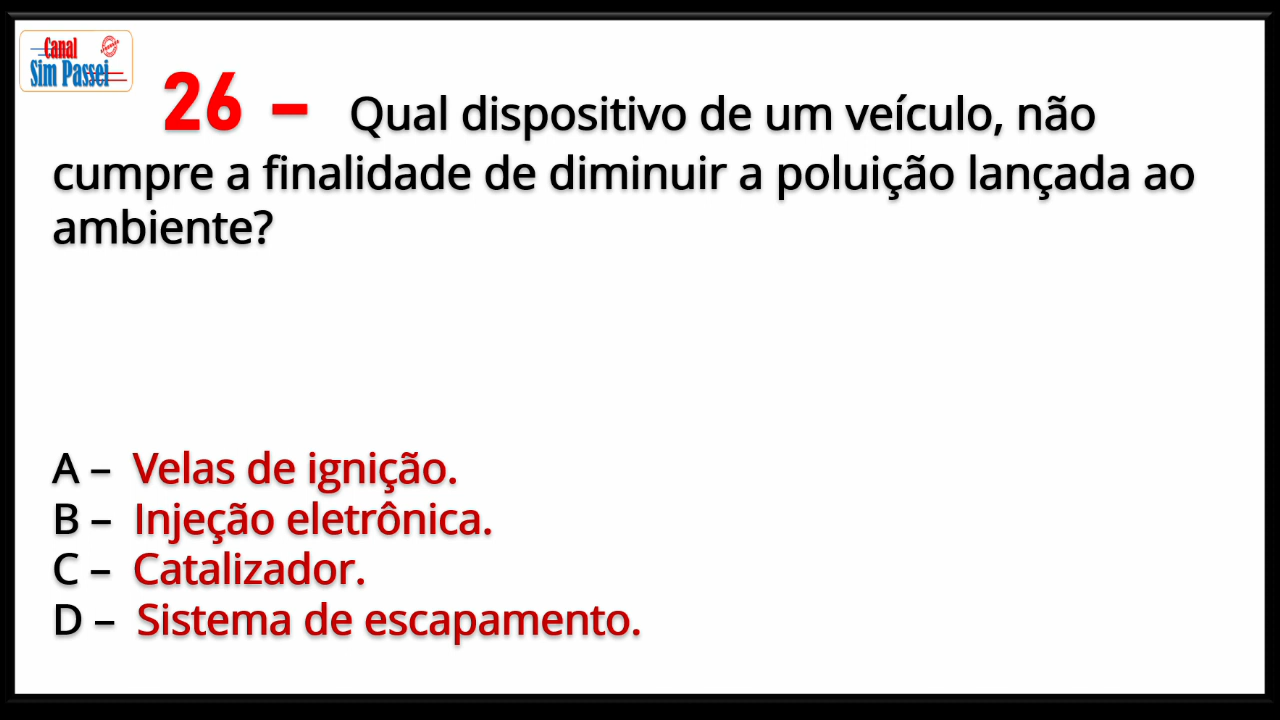 Canal
Sim Passei
26 – Qual dispositivo de um veículo, não
cumpre a finalidade de diminuir a poluição lançada ao
ambiente?
A – Velas de ignição.
B – Injeção eletrônica.
C – Catalizador.
D – Sistema de escapamento.